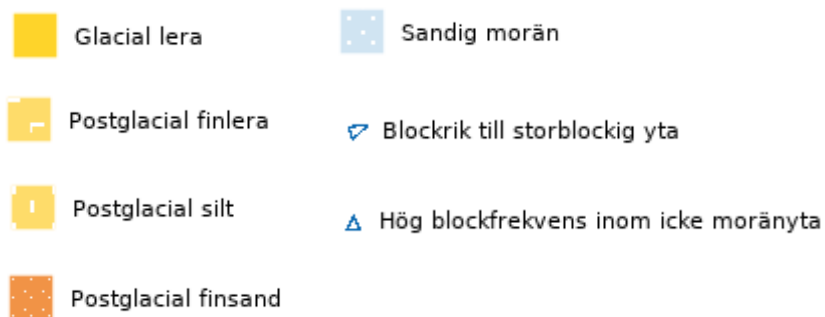 Glacial lera
Postglacial finlera
Postglacial silt
Postglacial finsand
Sandig morän
Blockrik till storblockig yta
Hög blockfrekvens inom icke moränyta